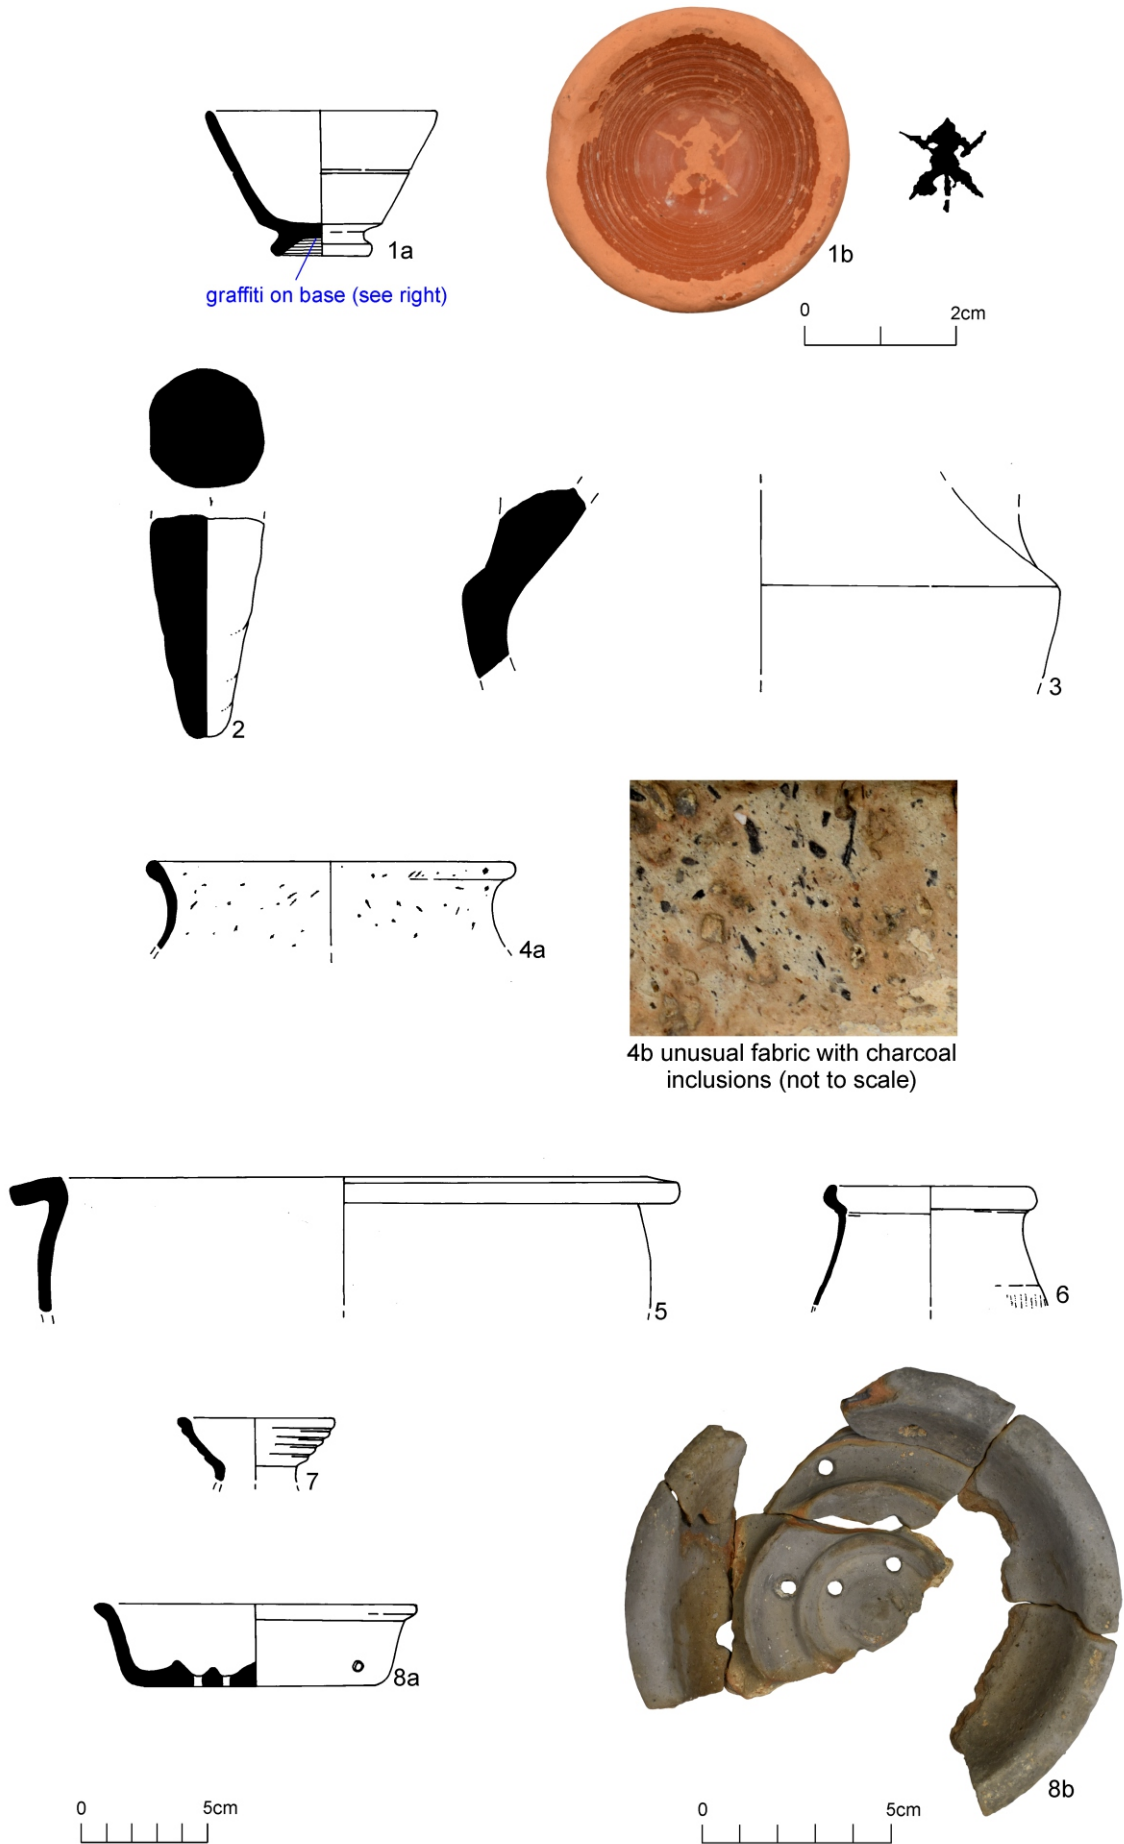 1a
graffiti on base (see right)
1b
0 2cm
2
3
4a
4b unusual fabric with charcoal
inclusions (not to scale)
5
6
7
8a
8b
0 5cm
0 5cm